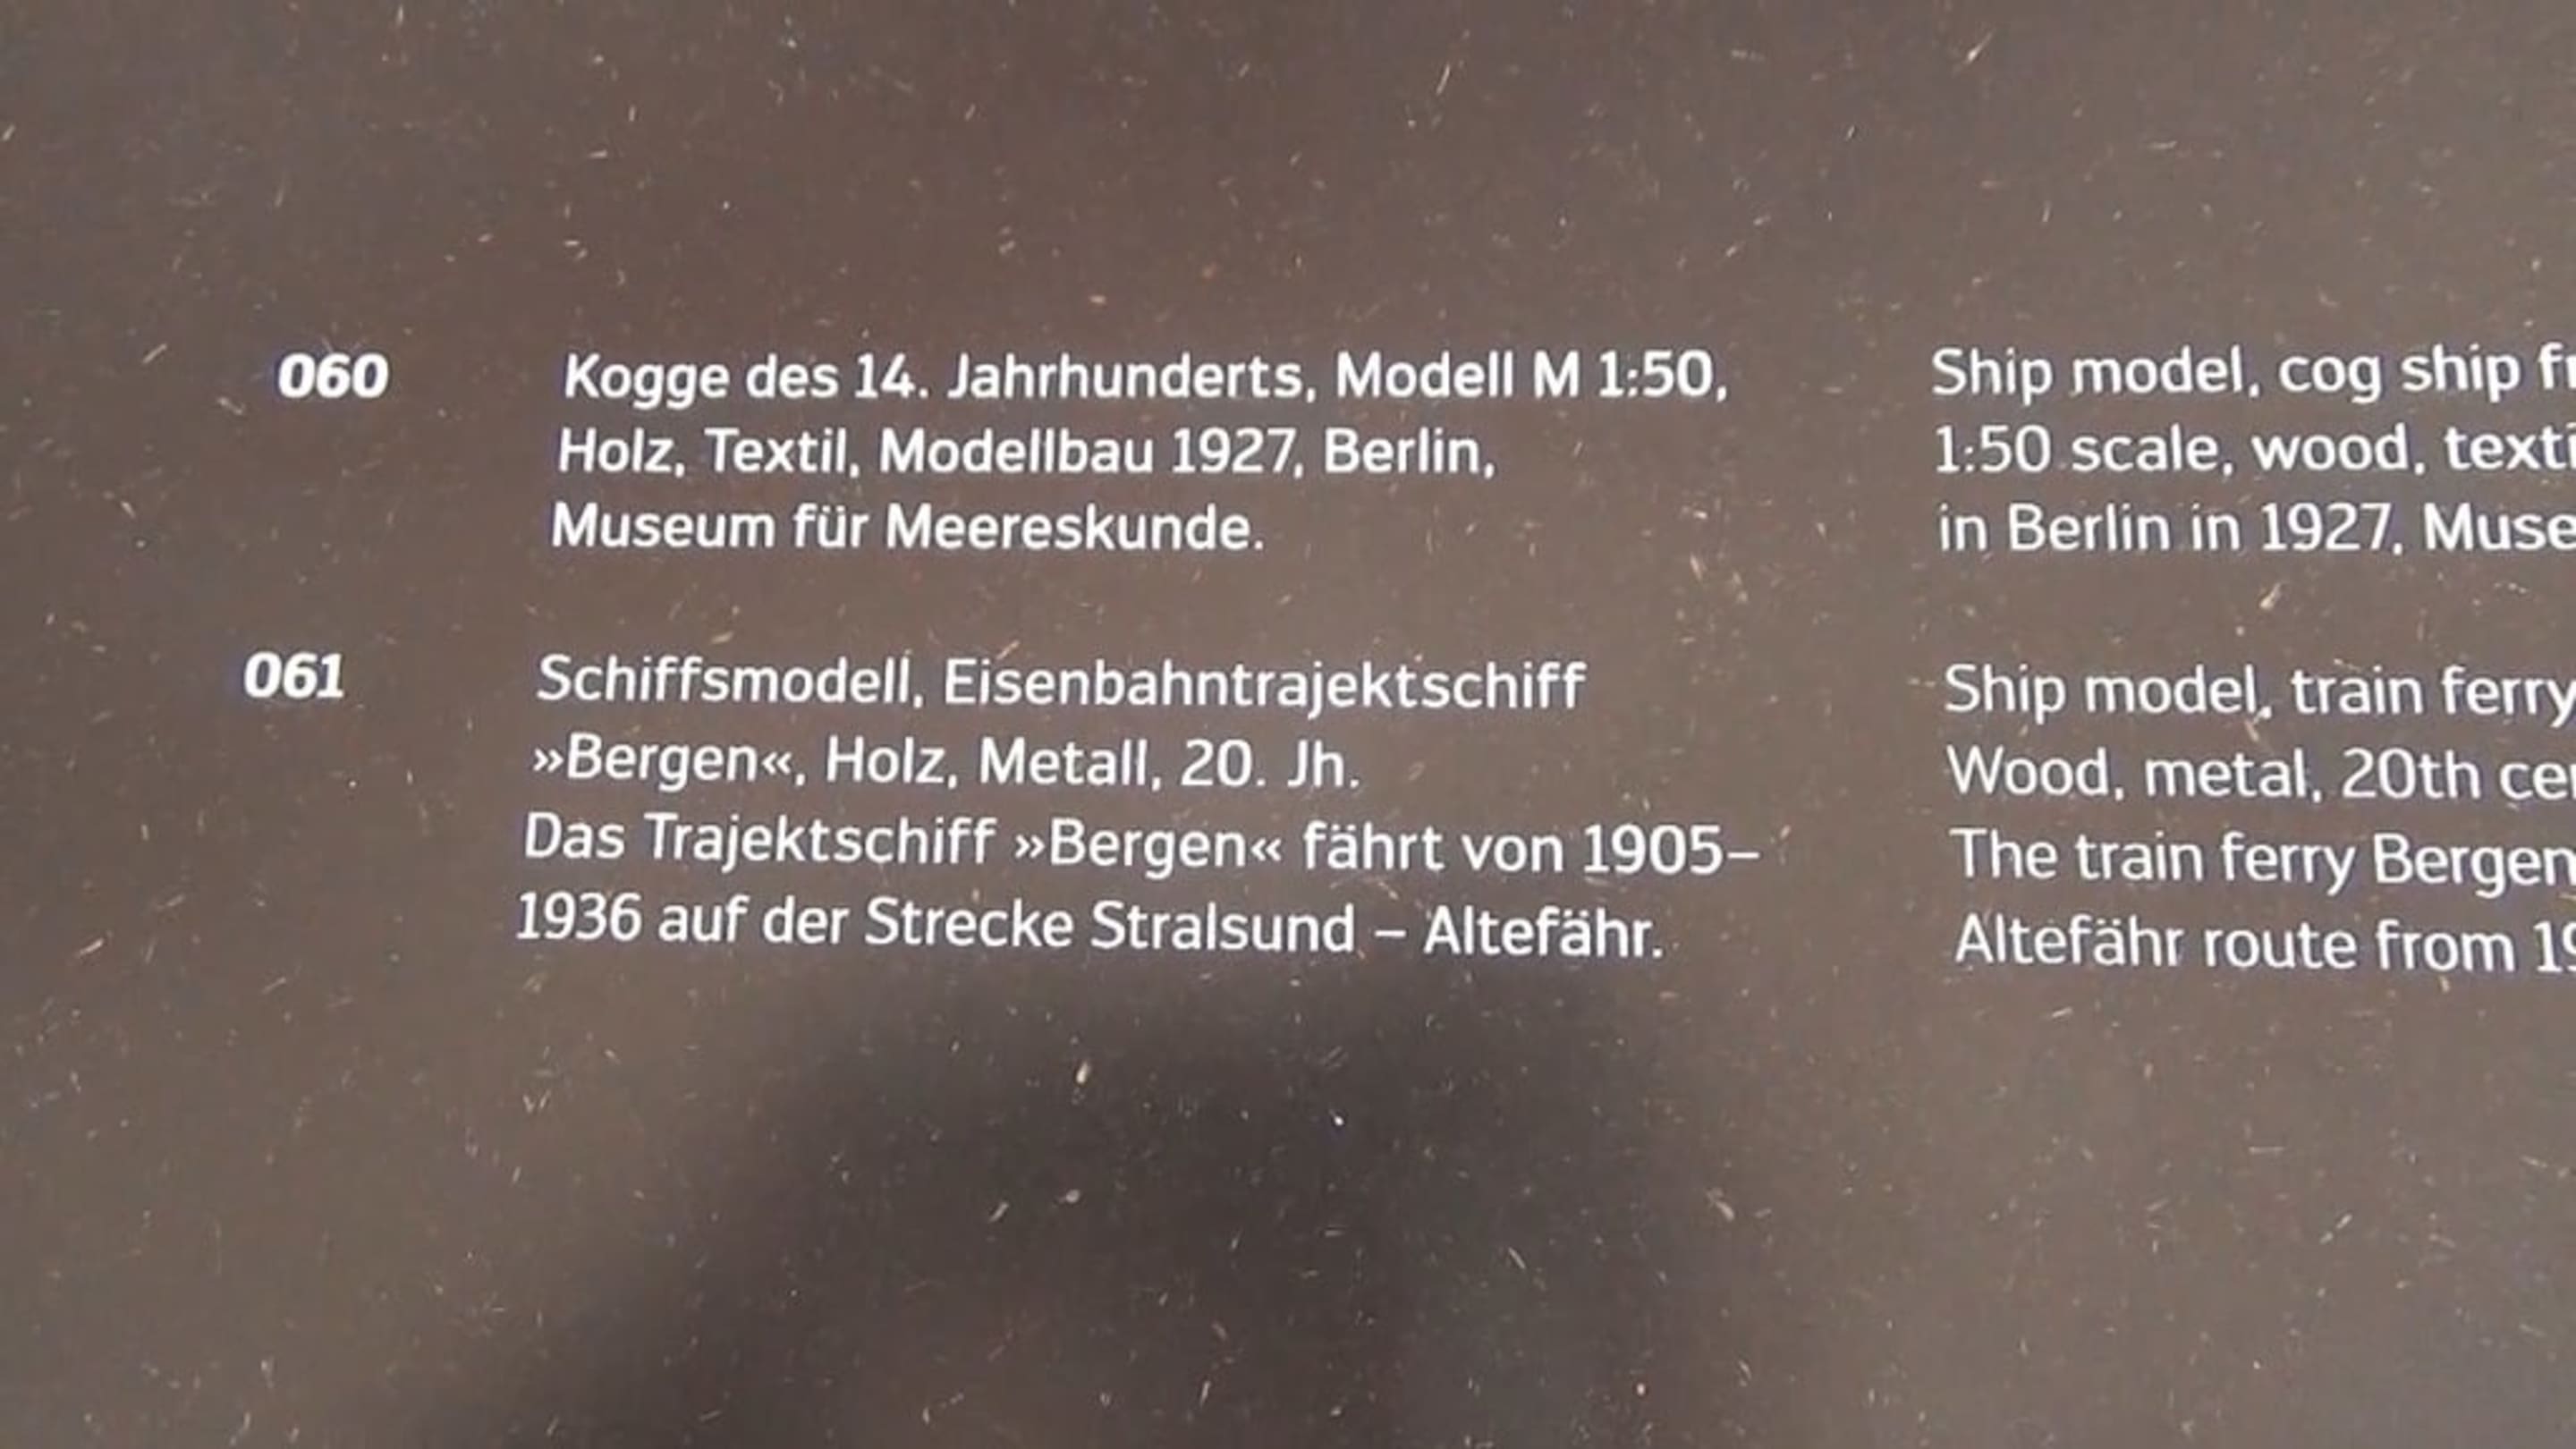 060
Kogge des 14. Jahrhunderts, Modell M 1:50,
Holz, Textil, Modellbau 1927, Berlin,
Museum für Meereskunde.
Ship model, cog ship
1:50 scale, wood,
in Berlin in 1927,
061
Schiffsmodell, Eisenbahntrajektschiff
»Bergen«, Holz, Metall, 20. Jh.
Das Trajektschiff »Bergen« fährt von 1905–
1936 auf der Strecke Stralsund – Altefähr.
Ship model, train ferry
Wood, metal, 20th
The train ferry Bergen
Altefähr route from